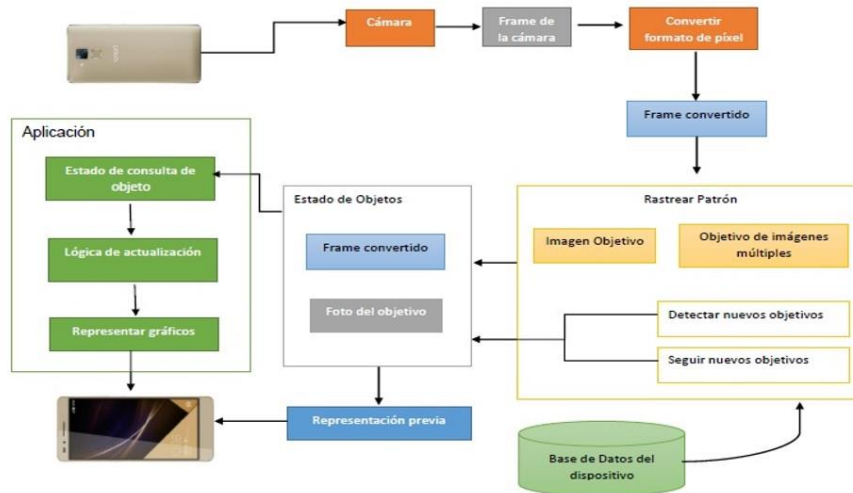 Cámara
Frame de
la cámara
Convertir
formato de píxel
Frame convertido
Aplicación
Estado de consulta de
objeto
Lógica de actualización
Representar gráficos
Estado de Objetos
Frame convertido
Foto del objetivo
Rastrear Patrón
Imagen Objetivo
Objetivo de imágenes
múltiples
Detectar nuevos objetivos
Seguir nuevos objetivos
Representación previa
Base de Datos del
dispositivo